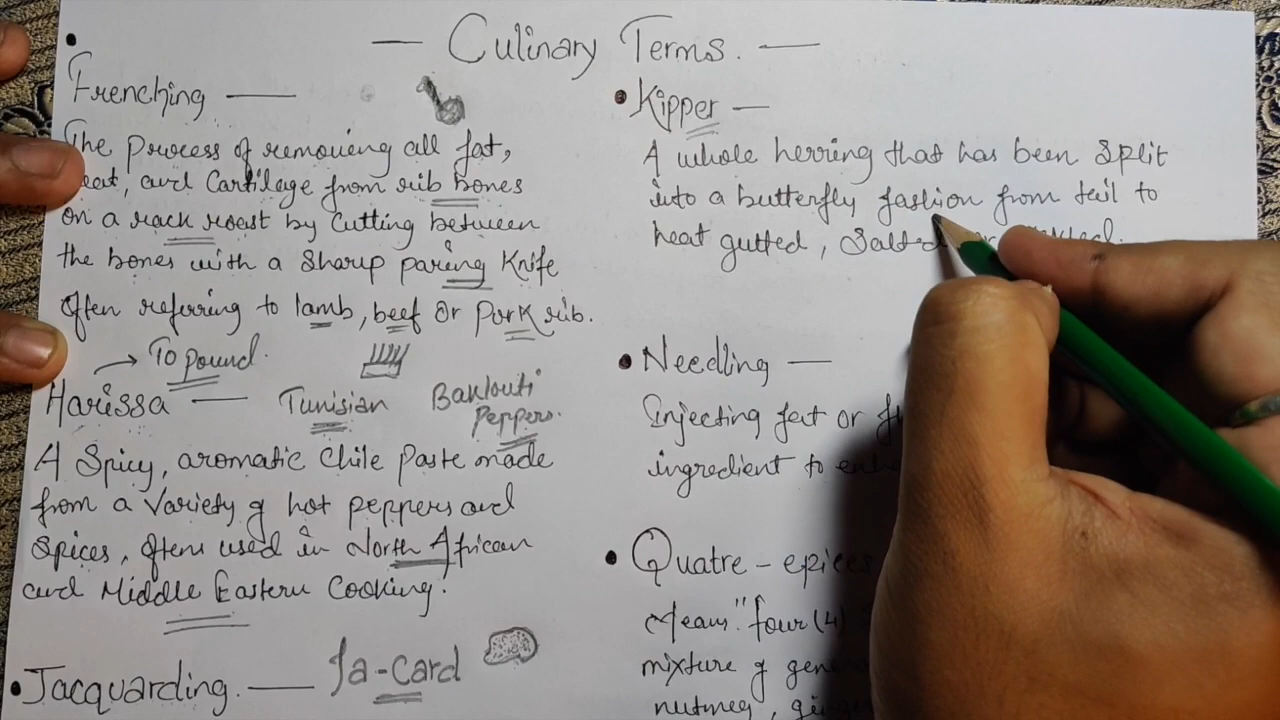 — Culinary Terms. —
Frenching —
The Process of removing all fat,
and Cartilage from rib bones
on a rack roast by Cutting between
the bones with a Sharp paring Knife
Often referring to lamb, beef or Pork rib.
→ To pound.
Harissa — Tunisian Baklouti
Peppers.
A Spicy, aromatic Chile Paste made
from a Variety of hot peppers and
Spices, Often used in North African
and Middle Eastern Cooking.
• Jacquarding. — Ja-Card
• Kipper —
A whole herring that has been Split
into a butterfly fashion from tail to
heat gutted, Salted
• Needling —
Injecting fat or
ingredient to
• Quatre - epices
Means "four (4)
mixture of
nutmeg,